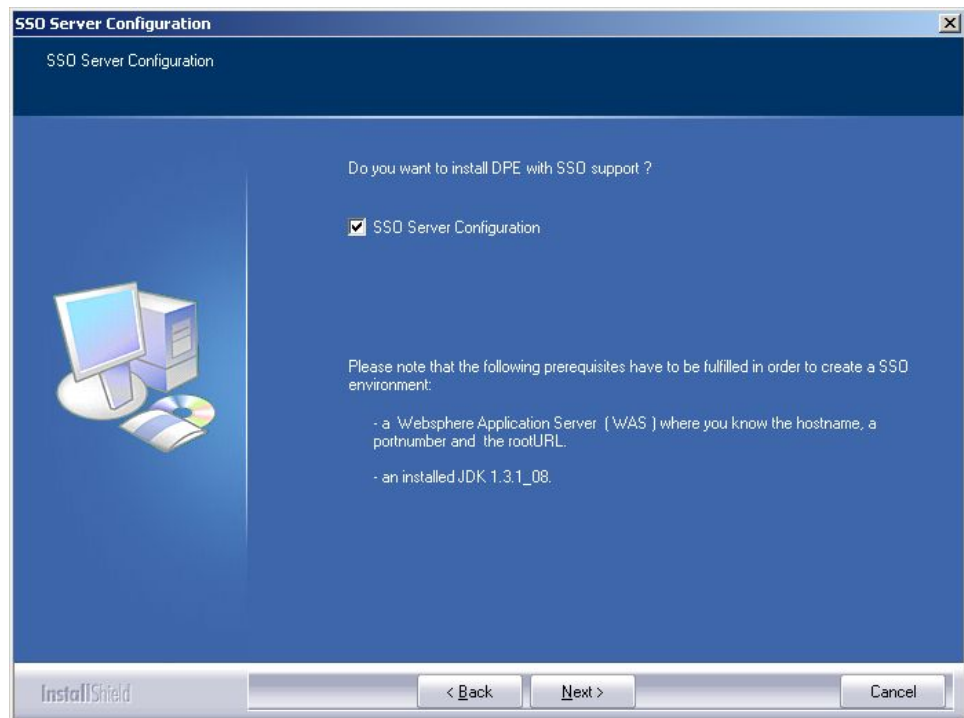 SSO Server Configuration
SSO Server Configuration
Do you want to install DPE with SSO support ?
SSO Server Configuration
Please note that the following prerequisites have to be fulfilled in order to create a SSO
environment:
- a Websphere Application Server ( WAS ) where you know the hostname, a
portnumber and the rootURL.
- an installed JDK 1.3.1_08.
InstallShield
< Back
Next >
Cancel